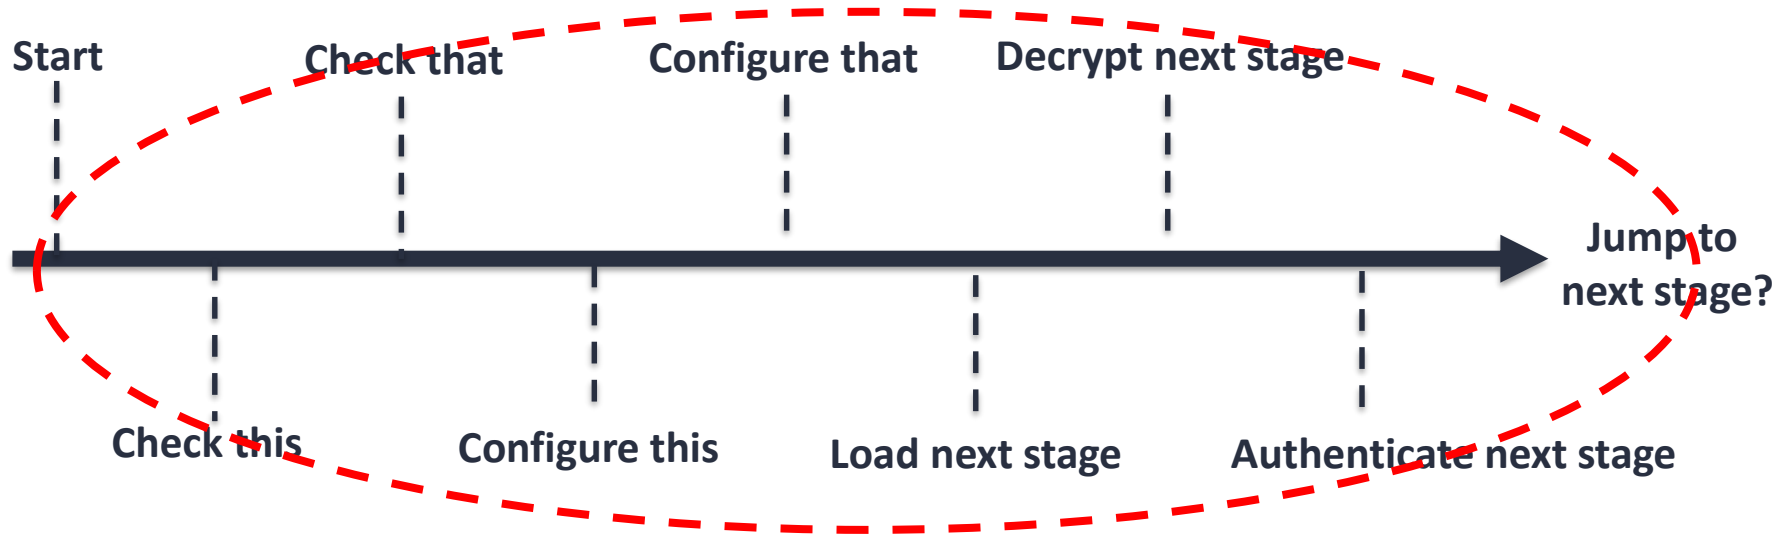 Start
Check that
Configure that
Decrypt next stage
Jump to
next stage?
Check this
Configure this
Load next stage
Authenticate next stage